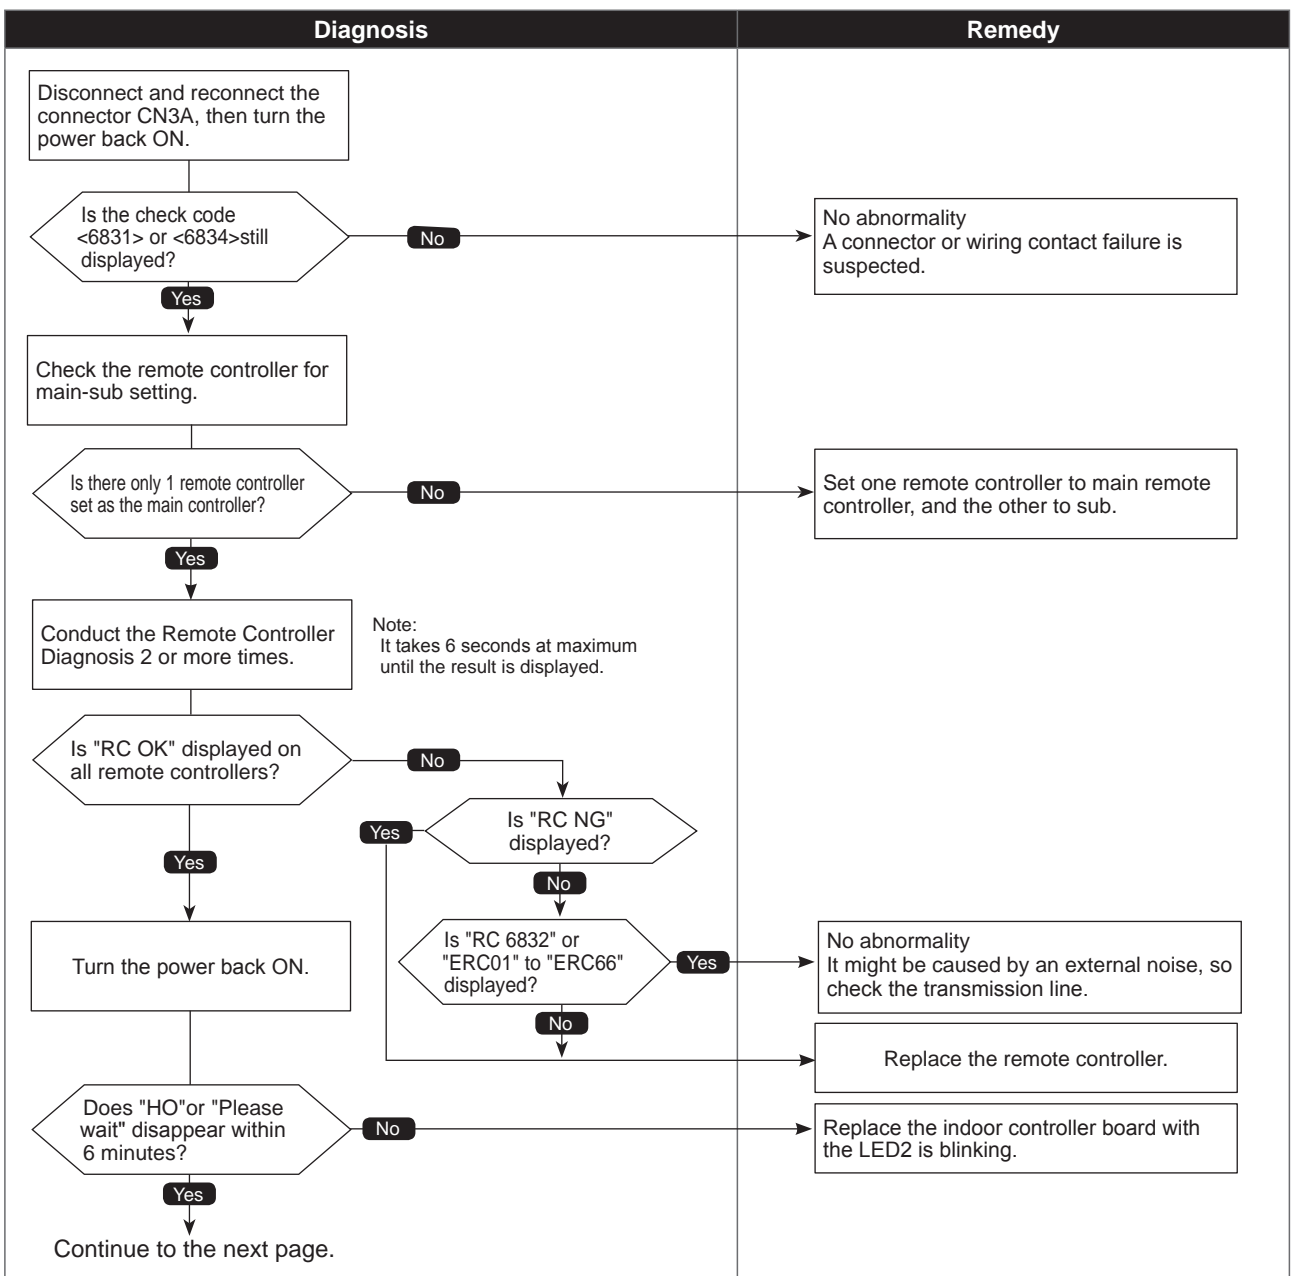 Diagnosis
Remedy
Disconnect and reconnect the
connector CN3A, then turn the
power back ON.
Is the check code
<6831> or <6834>still
displayed?
No
No abnormality
A connector or wiring contact failure is
suspected.
Yes
Check the remote controller for
main-sub setting.
Is there only 1 remote controller
set as the main controller?
No
Set one remote controller to main remote
controller, and the other to sub.
Yes
Conduct the Remote Controller
Diagnosis 2 or more times.
Note:
It takes 6 seconds at maximum
until the result is displayed.
Is "RC OK" displayed on
all remote controllers?
No
Is "RC NG"
displayed?
Yes
Yes
No
Is "RC 6832" or
"ERC01" to "ERC66"
displayed?
Yes
No abnormality
It might be caused by an external noise, so
check the transmission line.
No
Replace the remote controller.
Turn the power back ON.
Does "HO"or "Please
wait" disappear within
6 minutes?
No
Replace the indoor controller board with
the LED2 is blinking.
Yes
Continue to the next page.